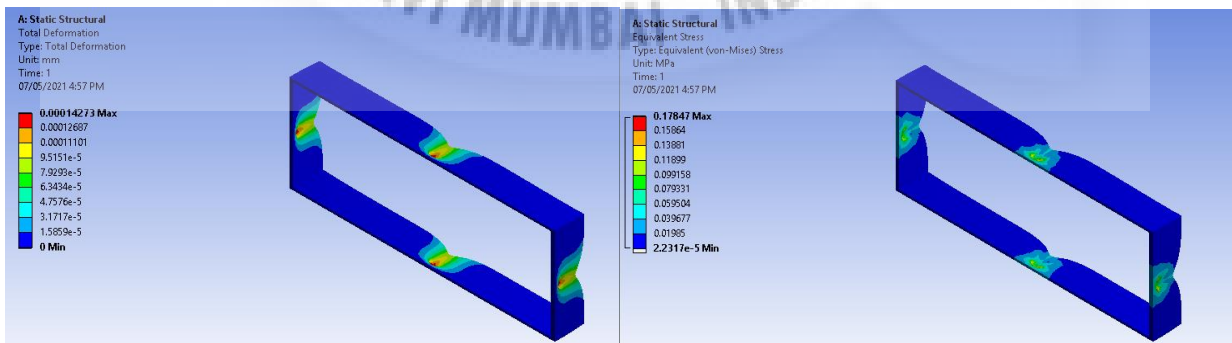 MUMBAI - IND
A: Static Structural
Total Deformation
Type: Total Deformation
Unit: mm
Time: 1
07/05/2021 4:57 PM
0.00014273 Max
0.00012687
0.00011101
9.5151e-5
7.9293e-5
6.3434e-5
4.7576e-5
3.1717e-5
1.5859e-5
0 Min
A: Static Structural
Equivalent Stress
Type: Equivalent (von-Mises) Stress
Unit: MPa
Time: 1
07/05/2021 4:57 PM
0.17847 Max
0.15864
0.13881
0.11899
0.099158
0.079331
0.059504
0.039677
0.01985
2.2317e-5 Min